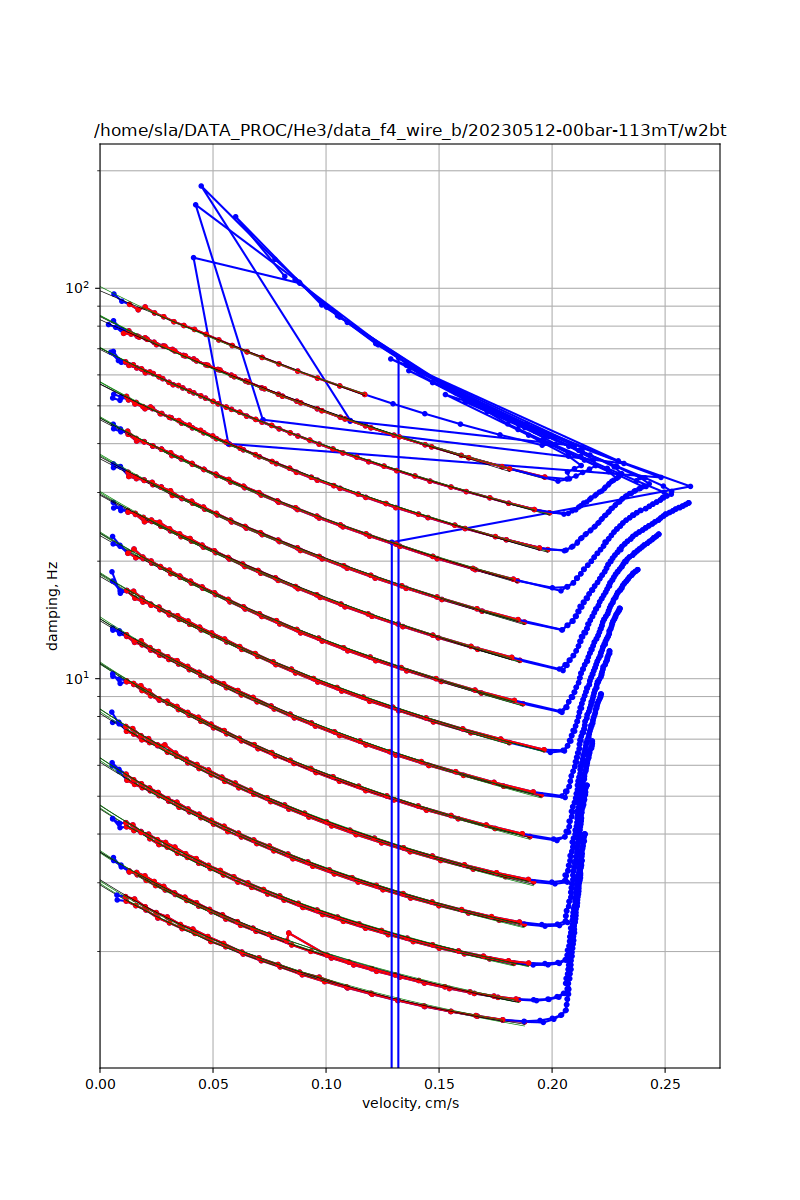 /home/sla/DATA_PROC/He3/data_f4_wire_b/20230512-00bar-113mT/w2bt
10²
10¹
damping, Hz
0.00 0.05 0.10 0.15 0.20 0.25
velocity, cm/s